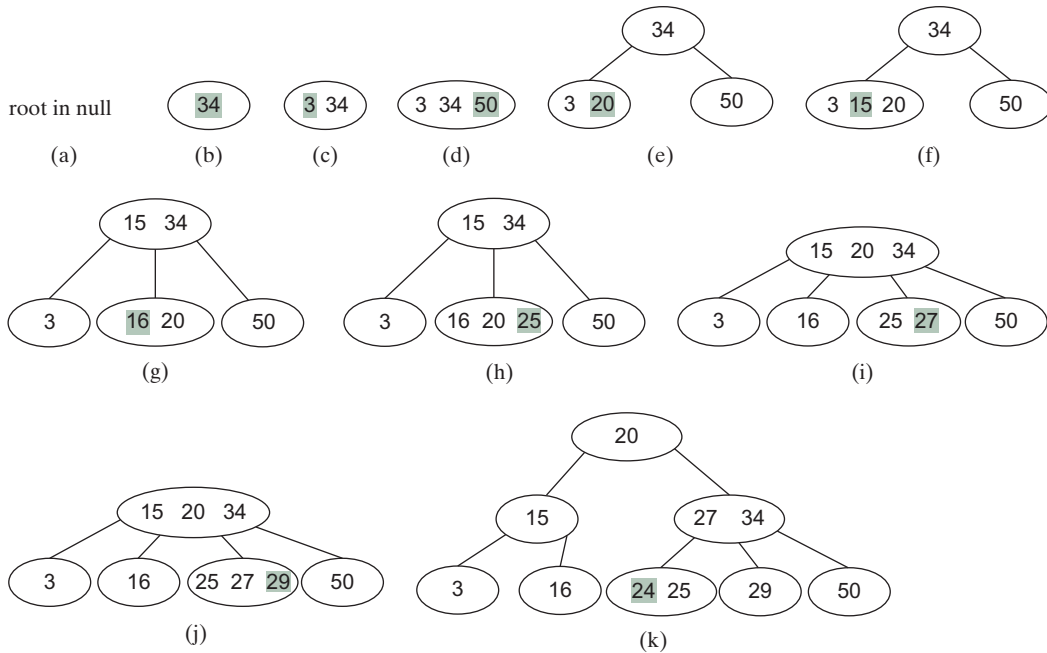 34
34
root in null
34
3 34
3 34 50
3 20
50
3 15 20
50
(a)
(b)
(c)
(d)
(e)
(f)
15 34
15 34
15 20 34
3
16 20
50
3
16 20 25
50
3
16
25 27
50
(g)
(h)
(i)
20
15 20 34
15
27 34
3
16
25 27 29
50
3
16
24 25
29
50
(j)
(k)